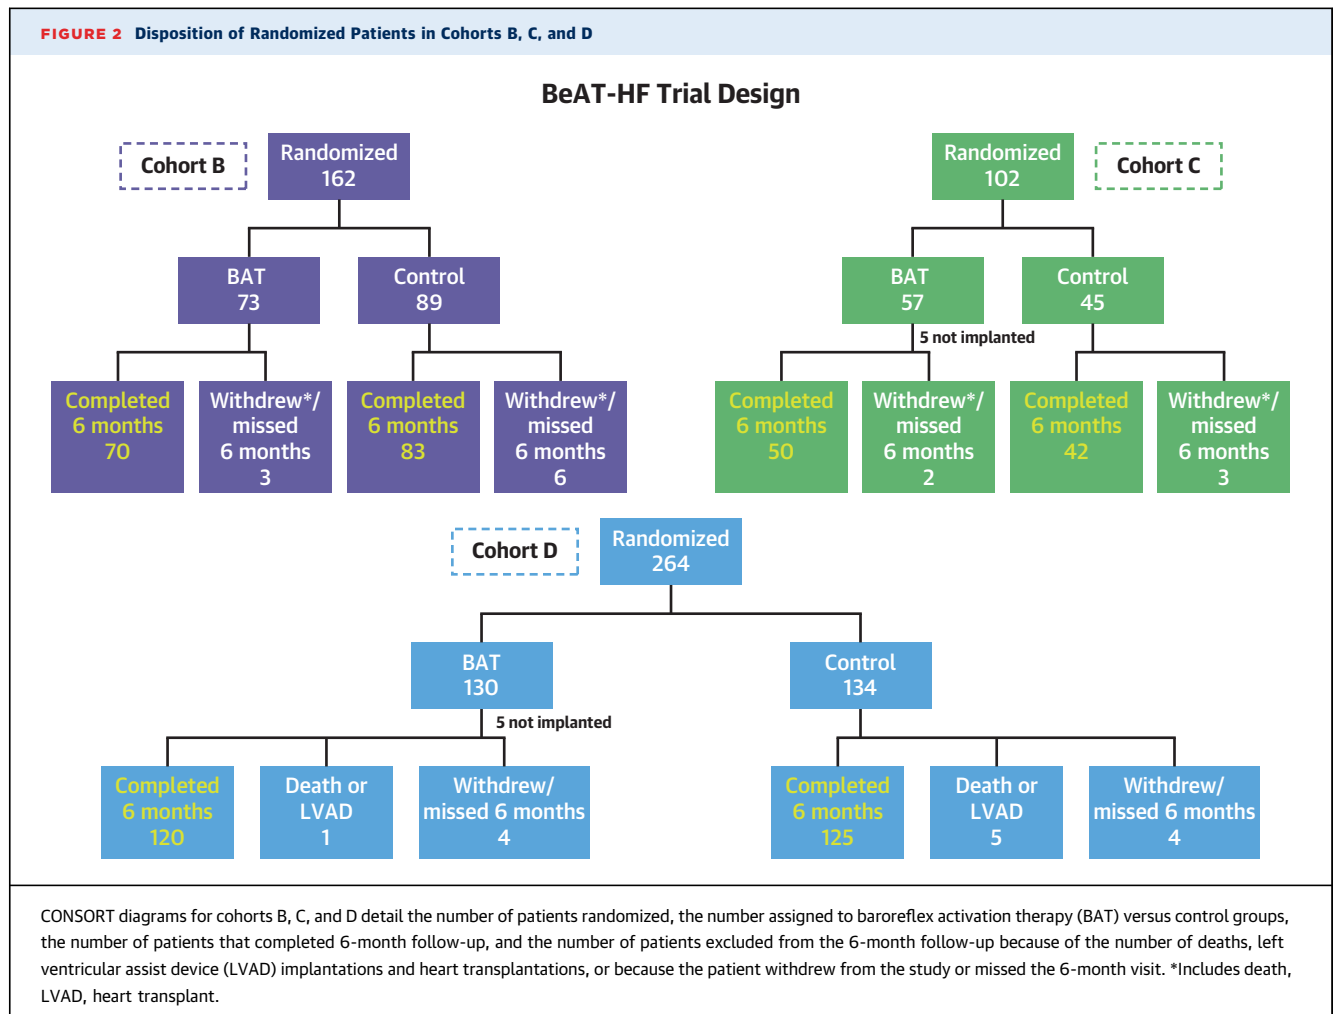 FIGURE 2 Disposition of Randomized Patients in Cohorts B, C, and D
BeAT-HF Trial Design
Cohort B
Randomized
162
BAT
73
Control
89
Completed
6 months
70
Withdrew*/
missed
6 months
3
Completed
6 months
83
Withdrew*/
missed
6 months
6
Randomized
102
Cohort C
BAT
57
Control
45
5 not implanted
Completed
6 months
50
Withdrew*/
missed
6 months
2
Completed
6 months
42
Withdrew*/
missed
6 months
3
Cohort D
Randomized
264
BAT
130
Control
134
5 not implanted
Completed
6 months
120
Death or
LVAD
1
Withdrew/
missed 6 months
4
Completed
6 months
125
Death or
LVAD
5
Withdrew/
missed 6 months
4
CONSORT diagrams for cohorts B, C, and D detail the number of patients randomized, the number assigned to baroreflex activation therapy (BAT) versus control groups,
the number of patients that completed 6-month follow-up, and the number of patients excluded from the 6-month follow-up because of the number of deaths, left
ventricular assist device (LVAD) implantations and heart transplantations, or because the patient withdrew from the study or missed the 6-month visit. *Includes death,
LVAD, heart transplant.